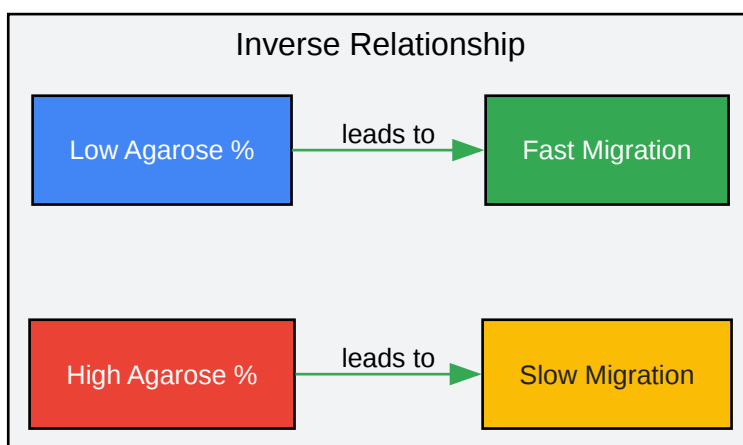 Inverse Relationship
Low Agarose %
leads to
Fast Migration
High Agarose %
leads to
Slow Migration